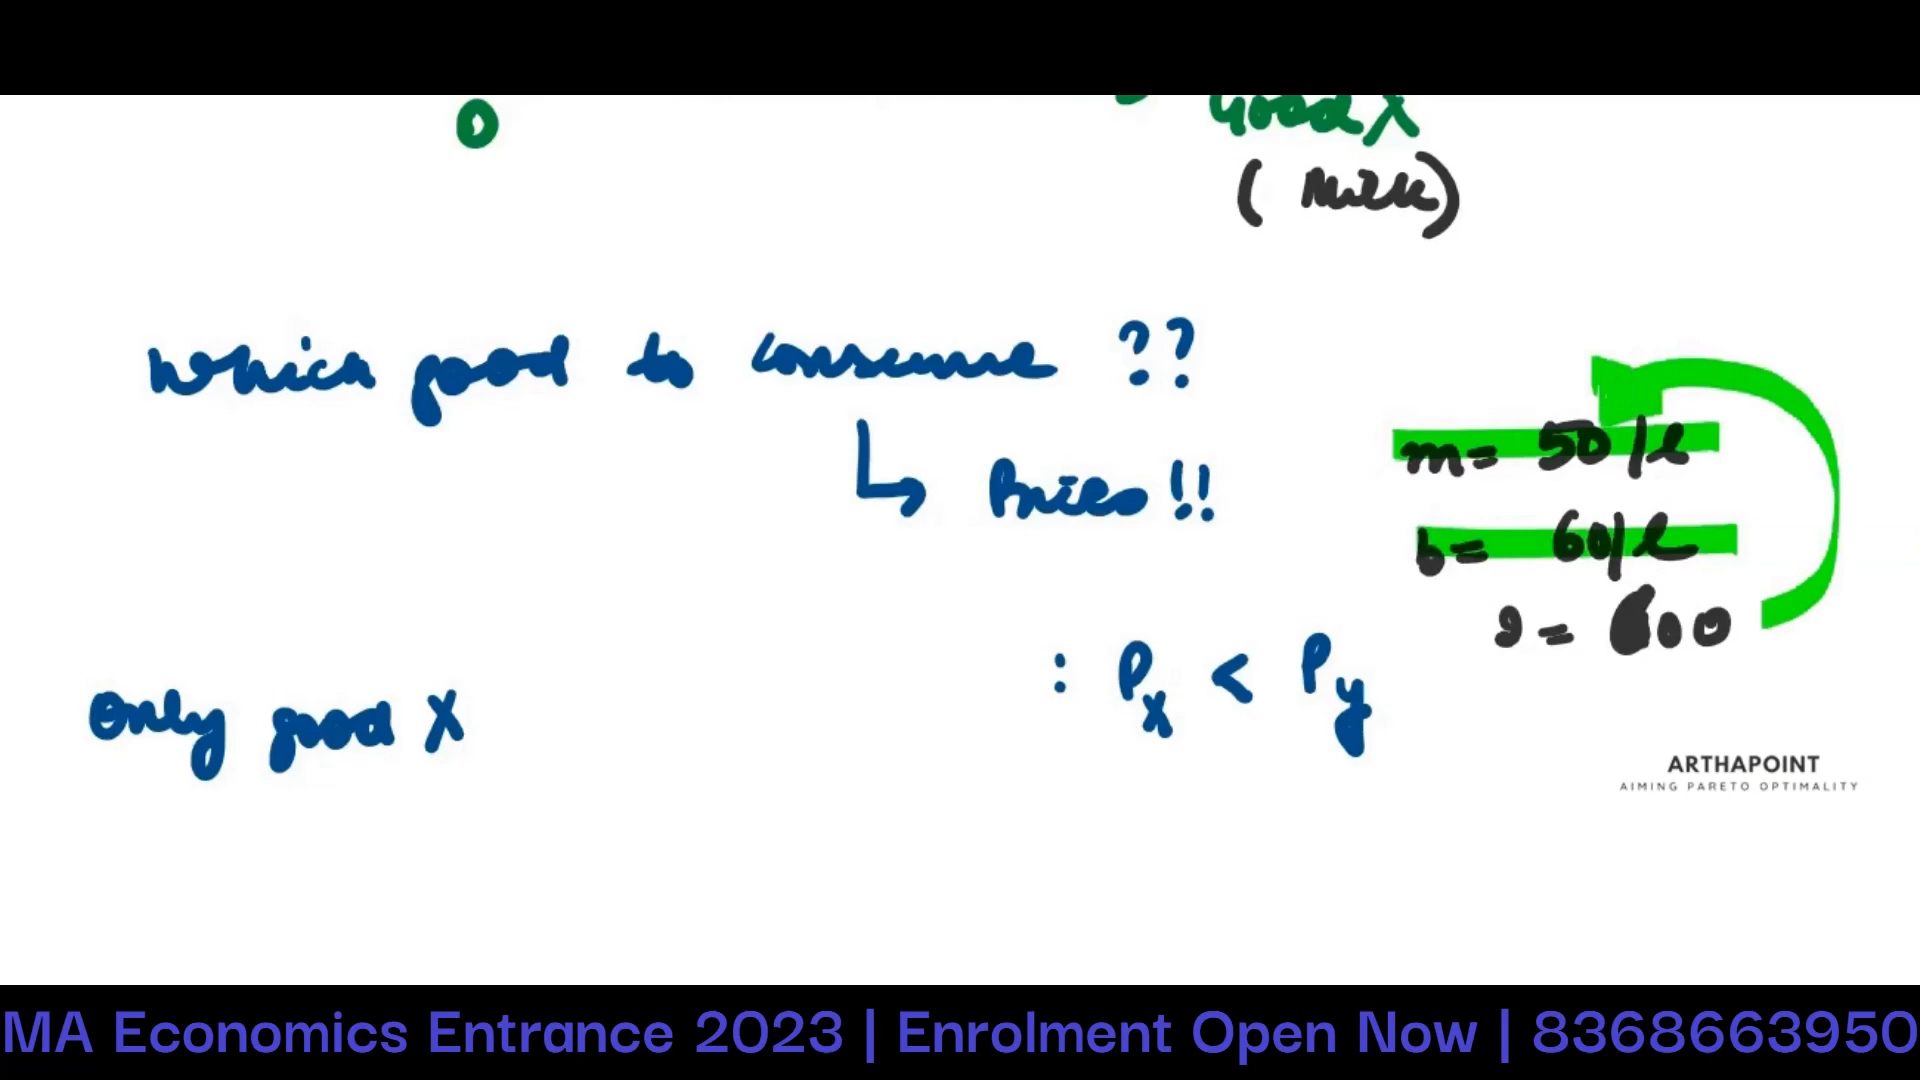 0
Good X
(Milk)
Which good to consume ??
↳ Prices!!
m= 50/l
b= 60/l
I = 600
Only good X : Px < Py
ARTHAPOINT
AIMING PARETO OPTIMALITY
MA Economics Entrance 2023 | Enrolment Open Now | 8368663950